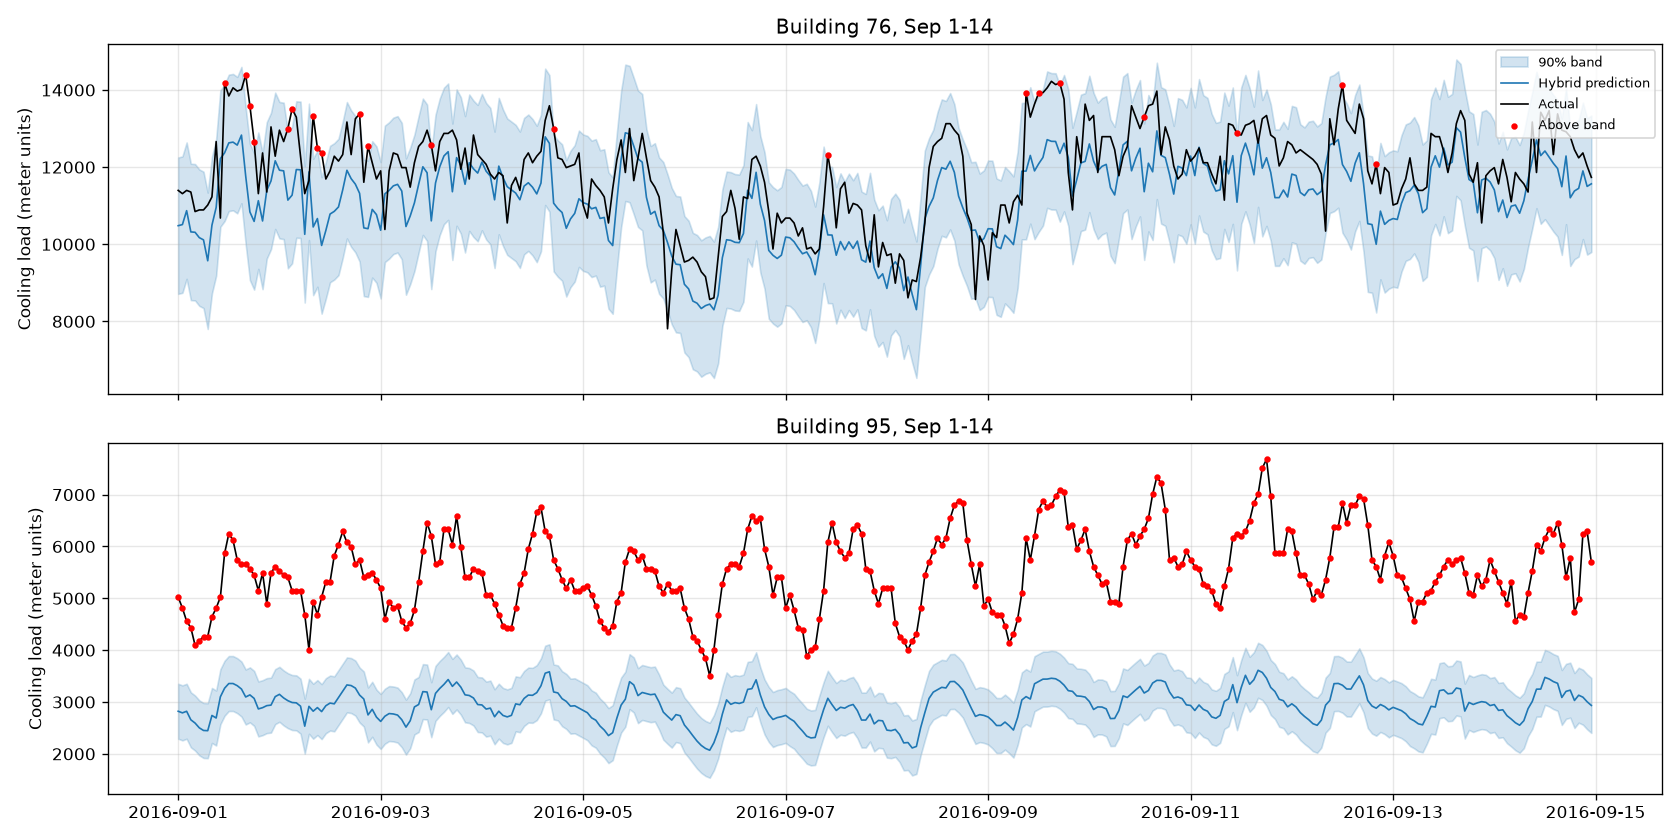 Building 76, Sep 1-14
Cooling load (meter units)
14000
12000
10000
8000
90% band
Hybrid prediction
Actual
Above band
Building 95, Sep 1-14
Cooling load (meter units)
7000
6000
5000
4000
3000
2000
2016-09-01
2016-09-03
2016-09-05
2016-09-07
2016-09-09
2016-09-11
2016-09-13
2016-09-15